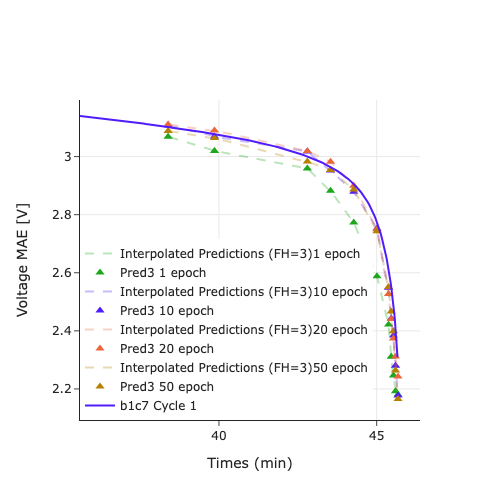 3
2.8
2.6
2.4
2.2
Voltage MAE [V]
Interpolated Predictions (FH=3)1 epoch
Pred3 1 epoch
Interpolated Predictions (FH=3)10 epoch
Pred3 10 epoch
Interpolated Predictions (FH=3)20 epoch
Pred3 20 epoch
Interpolated Predictions (FH=3)50 epoch
Pred3 50 epoch
b1c7 Cycle 1
40
45
Times (min)